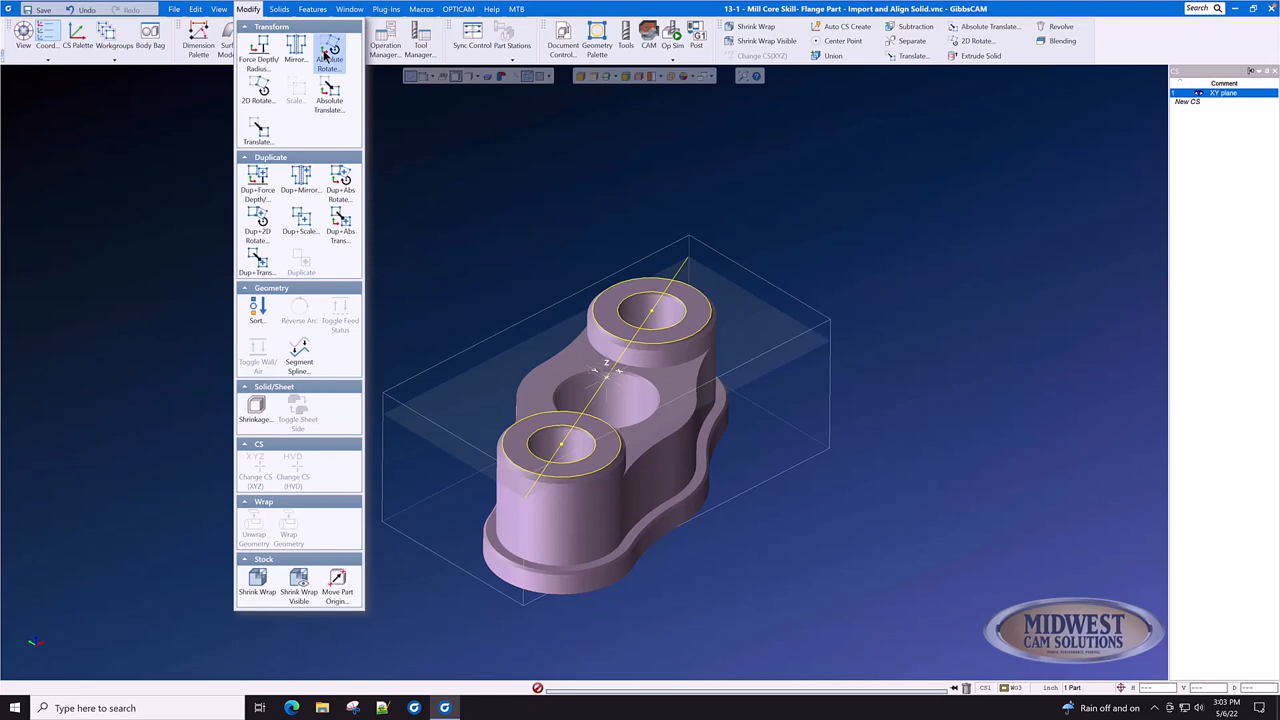 File Edit View Modify Solids Features Window Plug-Ins Macros OPTICAM Help MTB
13-1 - Mill Core Skill- Flange Part - Import and Align Solid.vnc - GibbsCAM
Search
Save Undo Redo
View Coord... CS Palette Workgroups Body Bag
Dimension Palette
Operation Manager... Tool Manager...
Sync Control Part Stations
Document Control... Geometry Palette Tools CAM Op Sim Post
Shrink Wrap Auto CS Create Subtraction Absolute Translate... Revolve
Shrink Wrap Visible Center Point Separate 2D Rotate... Blending
Change CS (XYZ) Union Translate... Extrude Solid
Transform
Force Depth/ Radius... Mirror... Absolute Rotate...
2D Rotate... Scale... Absolute Translate...
Translate...
Duplicate
Dup+Force Depth/... Dup+Mirror... Dup+Abs Rotate...
Dup+2D Rotate... Dup+Scale... Dup+Abs Trans...
Dup+Trans... Duplicate
Geometry
Sort... Reverse Arc Toggle Feed Status
Toggle Wall/ Air Segment Spline...
Solid/Sheet
Shrinkage... Toggle Sheet Side
CS
XYZ HVD
Change CS (XYZ) Change CS (HVD)
Wrap
Unwrap Geometry Wrap Geometry
Stock
Shrink Wrap Shrink Wrap Visible Move Part Origin...
CS
Comment
1 XY plane
New CS
Z
Y X
MIDWEST
CAM SOLUTIONS
CS1 WG3 inch 1 Part H --- V --- D ---
Type here to search
Rain off and on
3:03 PM
5/6/22